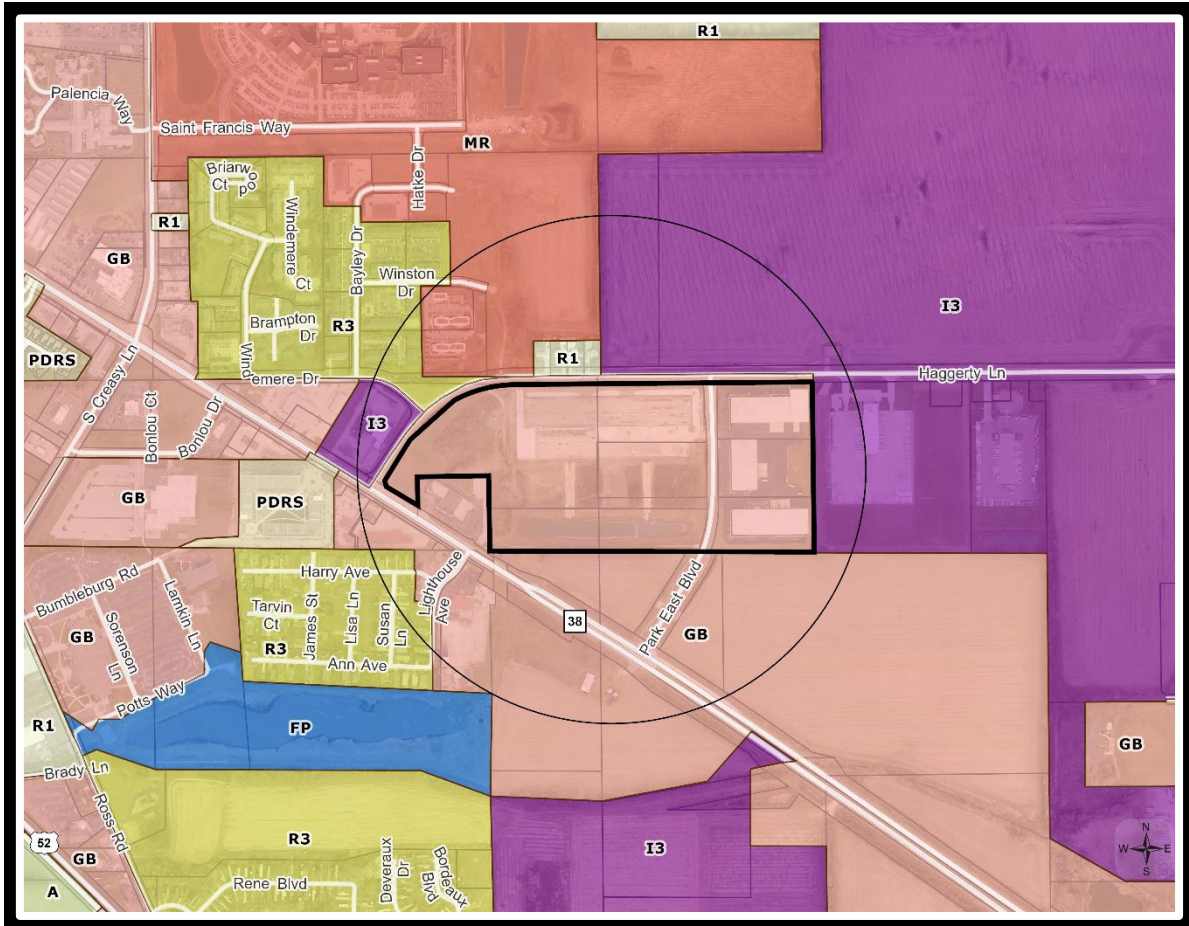 R1
Palencia Way
Saint Francis Way
MR
Hatke Dr
Briarwoo
Ct
P
Windemere
Ct
R1
GB
Bayley Dr
Winston
Dr
I3
Brampton
Dr
R3
PDRS
R1
Windemere Dr
Haggerty Ln
S Creasy Ln
Bonlou Ct
Bonlou Dr
I3
GB
PDRS
Harry Ave
Lighthouse
Ave
Bumbleburg Rd
Lamkin Ln
Tarvin
Ct
James St
Lisa Ln
Susan
Ln
38
Park East Blvd
GB
GB
Sorenson
Ln
R3
Ann Ave
Potts Way
R1
FP
GB
Brady Ln
Ross Rd
R3
I3
52
GB
Deveraux
Dr
Bordeaux
Blvd
Rene Blvd
A
N
W
E
S